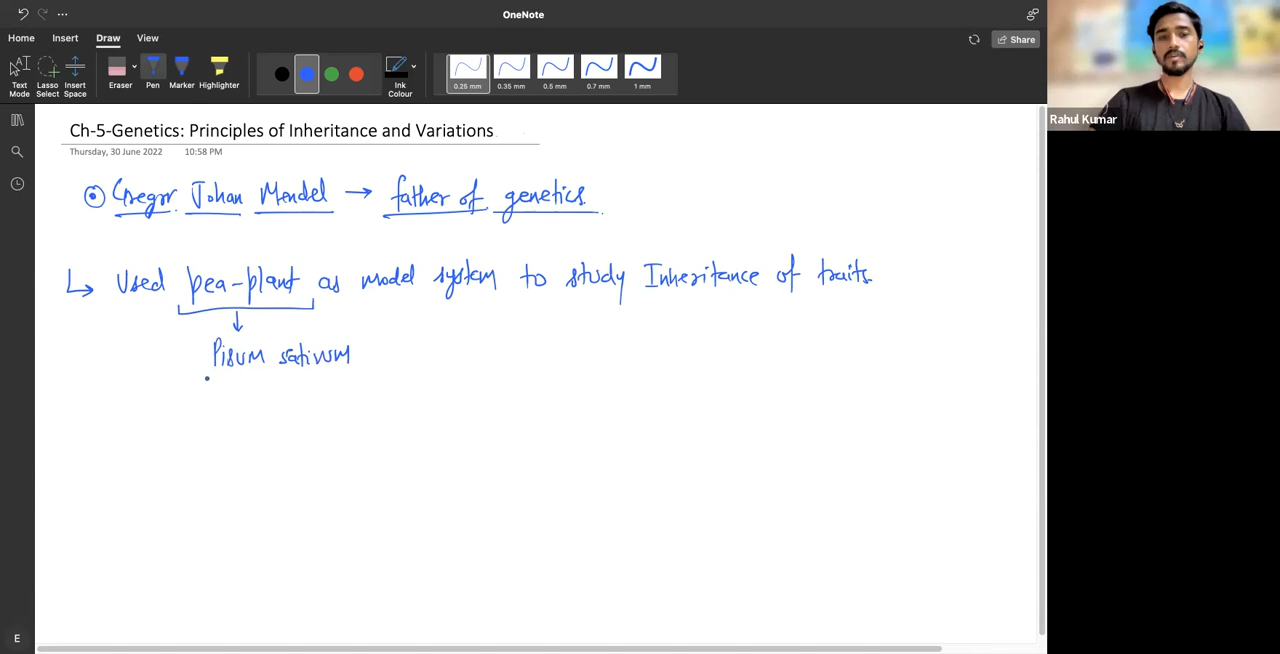 OneNote
Home Insert Draw View
Share
Text Mode Lasso Select Insert Space Eraser Pen Marker Highlighter Ink Colour 0.25 mm 0.35 mm 0.5 mm 0.7 mm 1 mm
Rahul Kumar
Ch-5-Genetics: Principles of Inheritance and Variations
Thursday, 30 June 2022 10:58 PM
Gregor Johan Mendel → father of genetics.
↳ Used pea-plant as model system to study Inheritance of traits.
↓
Pisum sativum
E